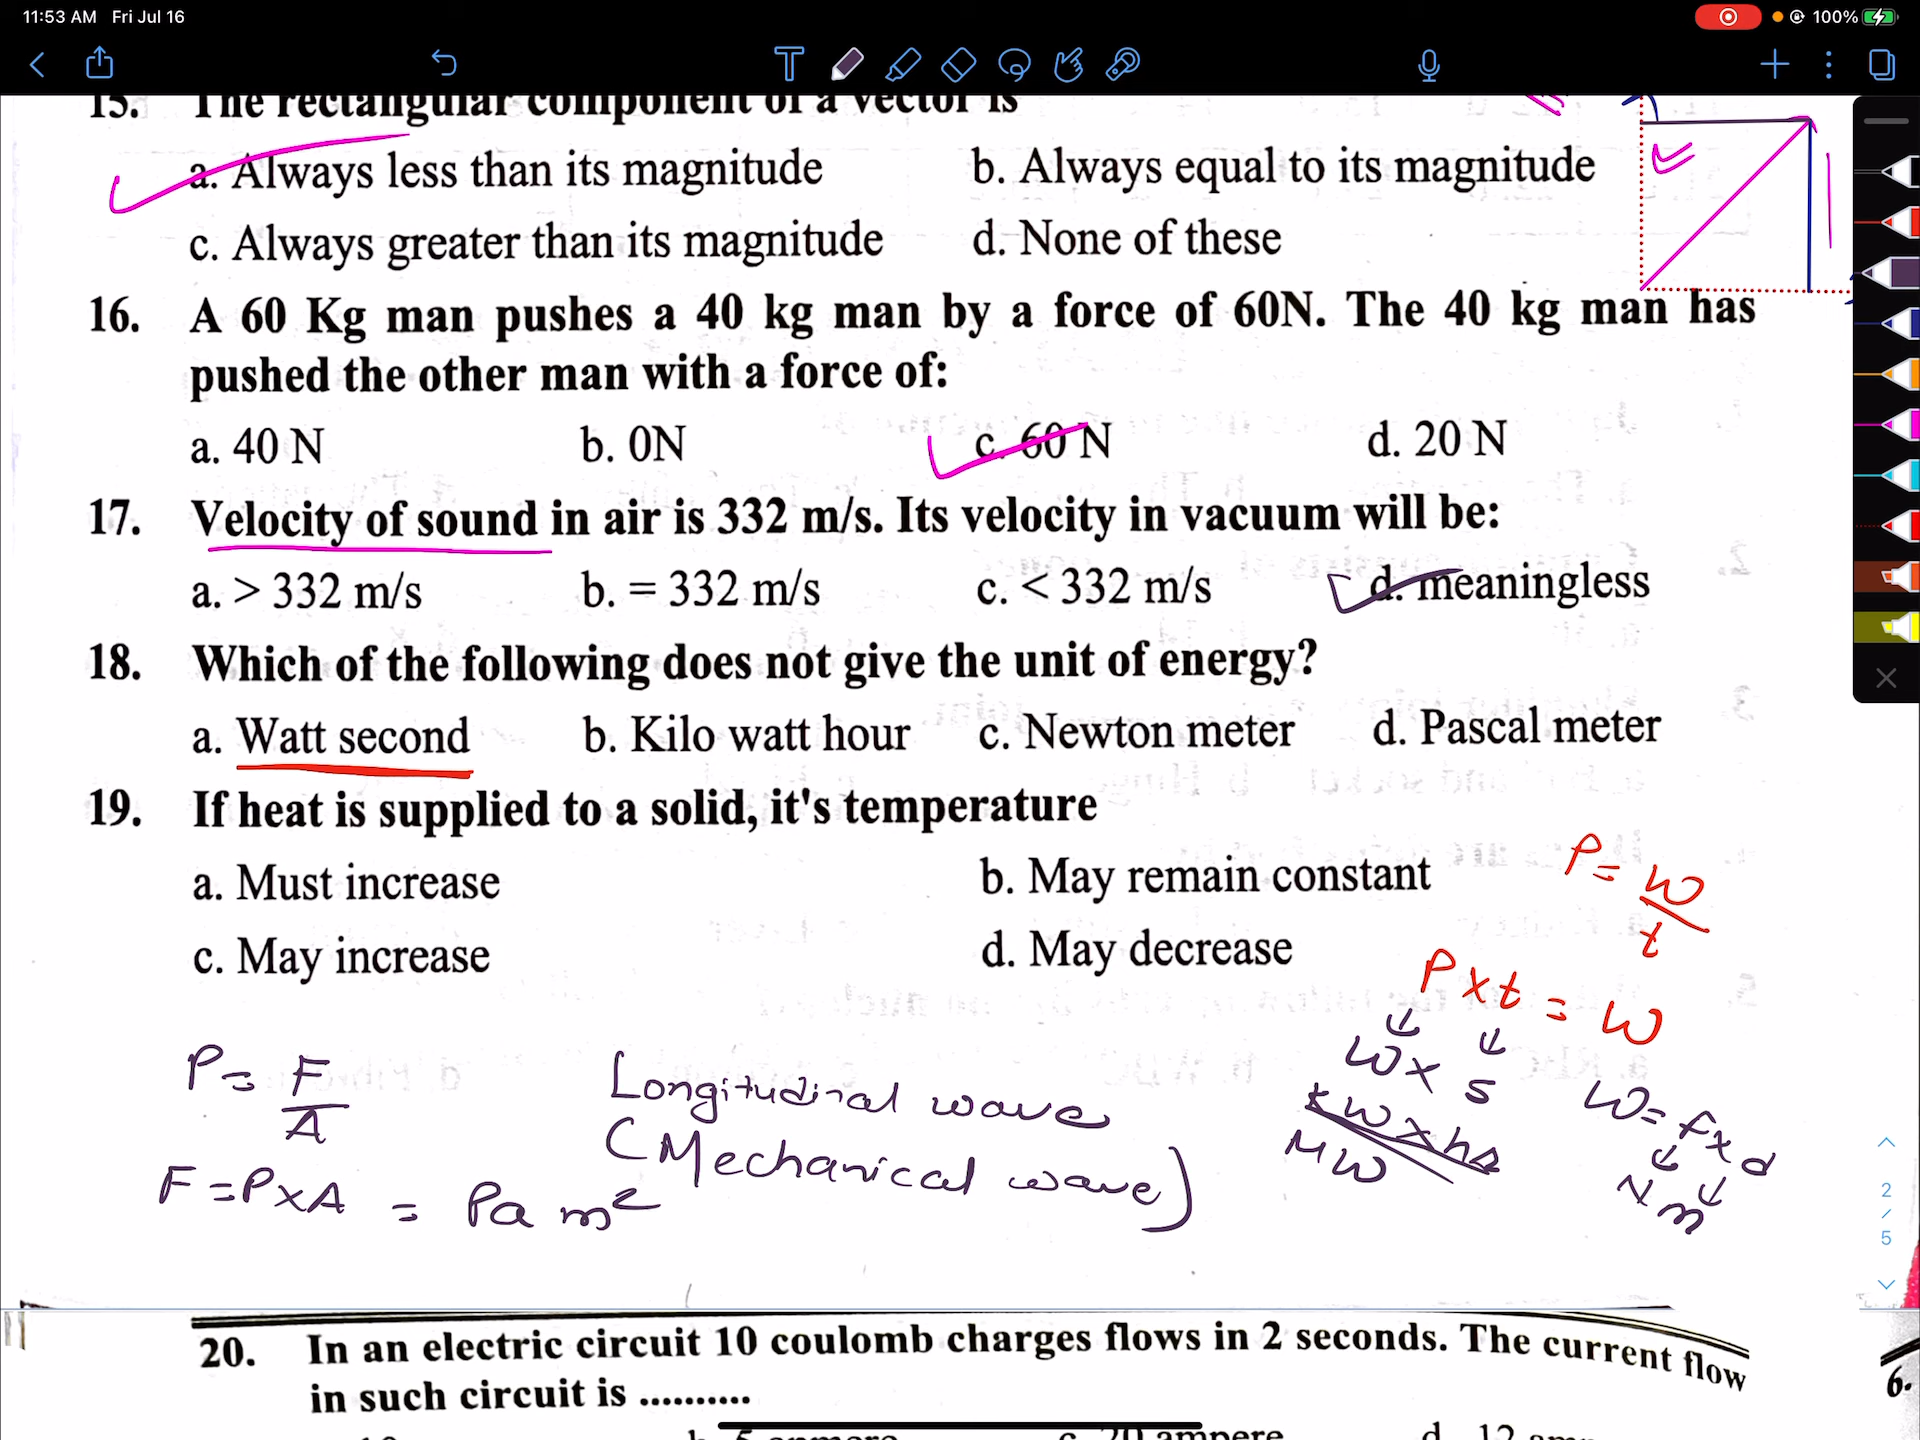 11:53 AM Fri Jul 16
100%
15. The rectangular component of a vector is
a. Always less than its magnitude b. Always equal to its magnitude
c. Always greater than its magnitude d. None of these
16. A 60 Kg man pushes a 40 kg man by a force of 60N. The 40 kg man has
pushed the other man with a force of:
a. 40 N b. 0N c. 60 N d. 20 N
17. Velocity of sound in air is 332 m/s. Its velocity in vacuum will be:
a. > 332 m/s b. = 332 m/s c. < 332 m/s d. meaningless
18. Which of the following does not give the unit of energy?
a. Watt second b. Kilo watt hour c. Newton meter d. Pascal meter
19. If heat is supplied to a solid, it's temperature
a. Must increase b. May remain constant
c. May increase d. May decrease
P = W
t
P x t = W
W x s
KW x hr
MW
W = f x d
N m
P = F
A
F = P x A = Pa m²
Longitudinal wave
(Mechanical wave)
2
/
5
20. In an electric circuit 10 coulomb charges flows in 2 seconds. The current flow
in such circuit is ..........
6.
c. 20 ampere